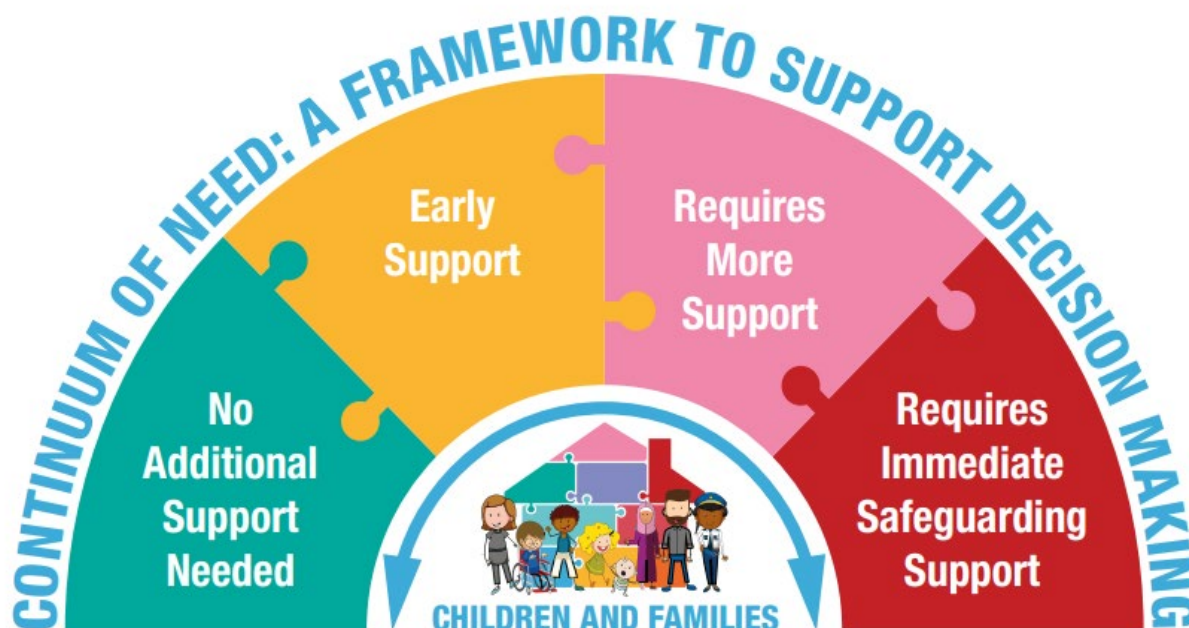 CONTINUUM OF NEED: A FRAMEWORK TO SUPPORT DECISION MAKING
No
Additional
Support
Needed
Early
Support
Requires
More
Support
Requires
Immediate
Safeguarding
Support
CHILDREN AND FAMILIES